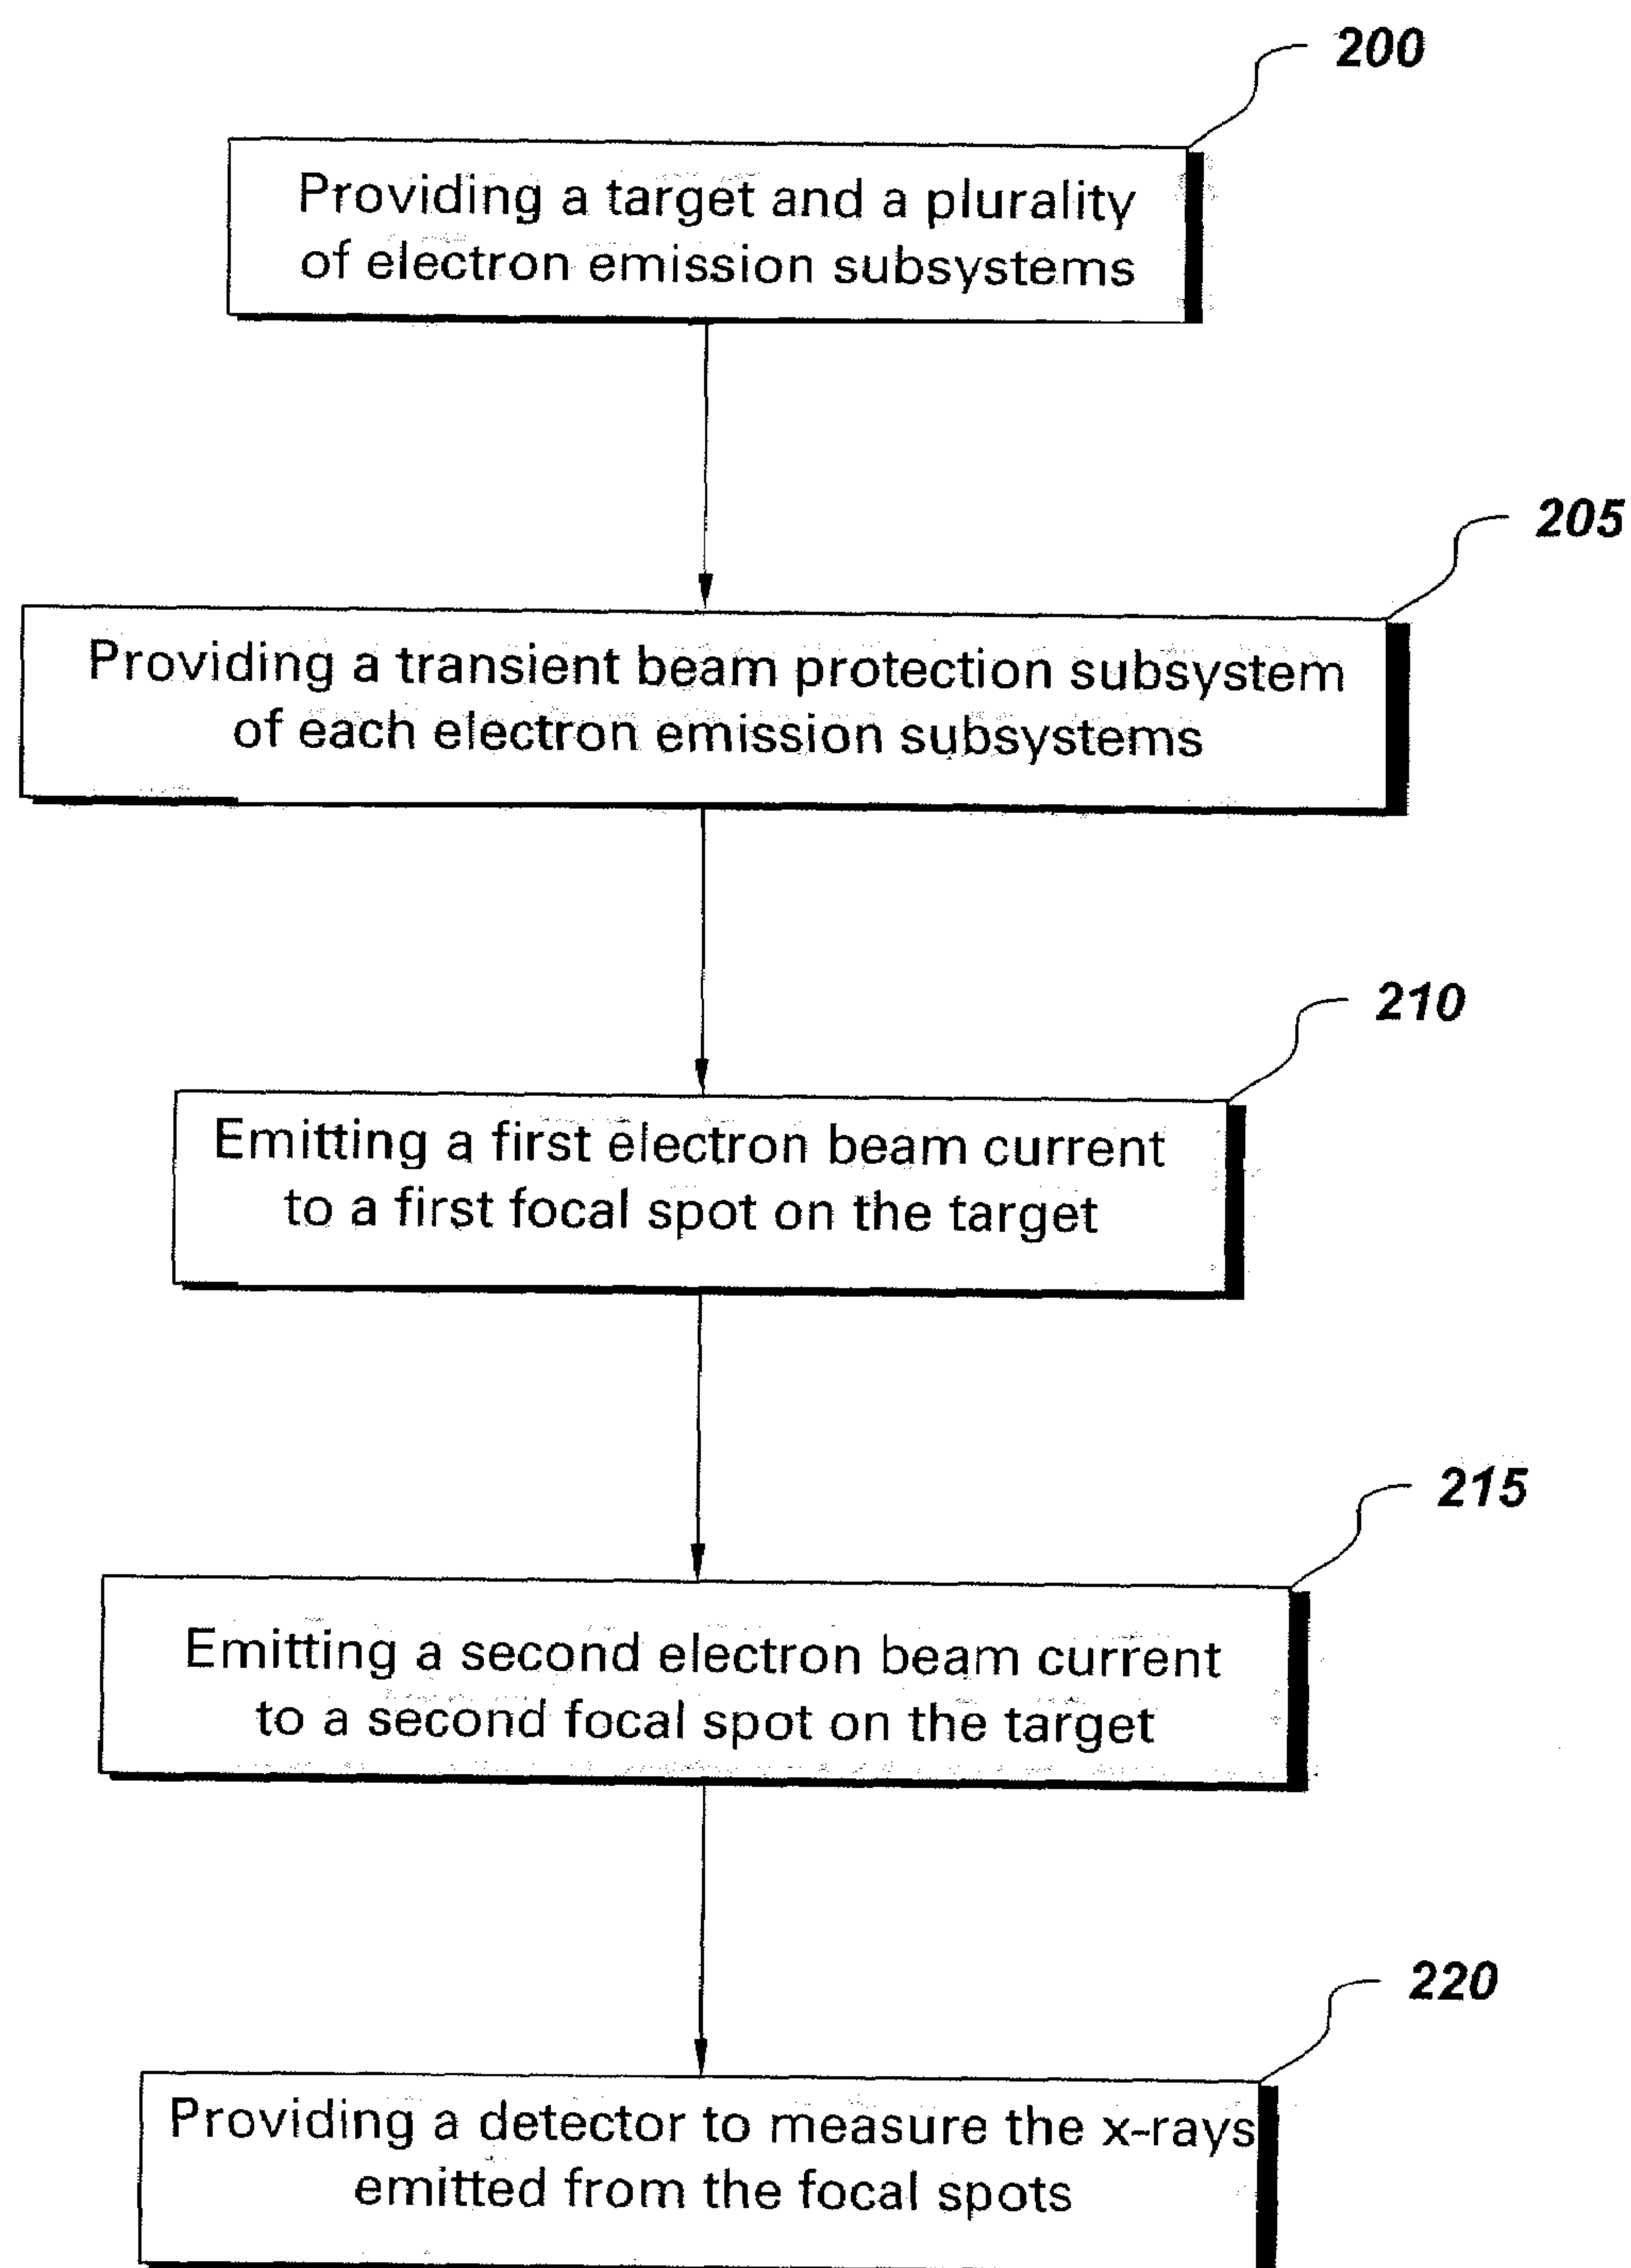 200
Providing a target and a plurality
of electron emission subsystems
205
Providing a transient beam protection subsystem
of each electron emission subsystems
210
Emitting a first electron beam current
to a first focal spot on the target
215
Emitting a second electron beam current
to a second focal spot on the target
220
Providing a detector to measure the x-rays
emitted from the focal spots